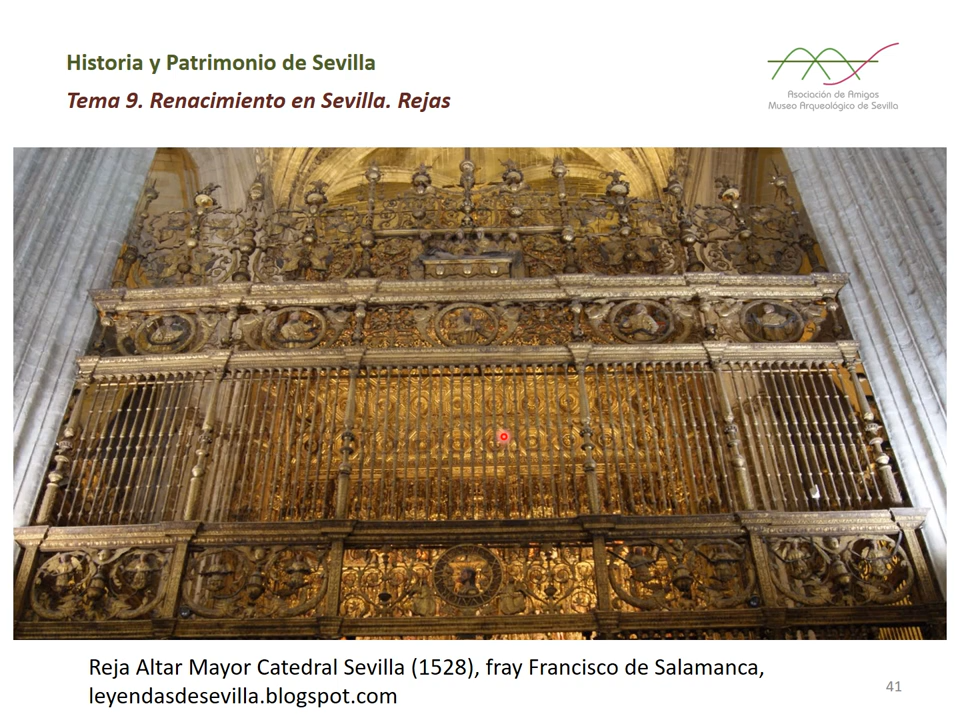 Historia y Patrimonio de Sevilla
Tema 9. Renacimiento en Sevilla. Rejas
Asociación de Amigos
Museo Arqueológico de Sevilla
Reja Altar Mayor Catedral Sevilla (1528), fray Francisco de Salamanca,
leyendasdesevilla.blogspot.com
41